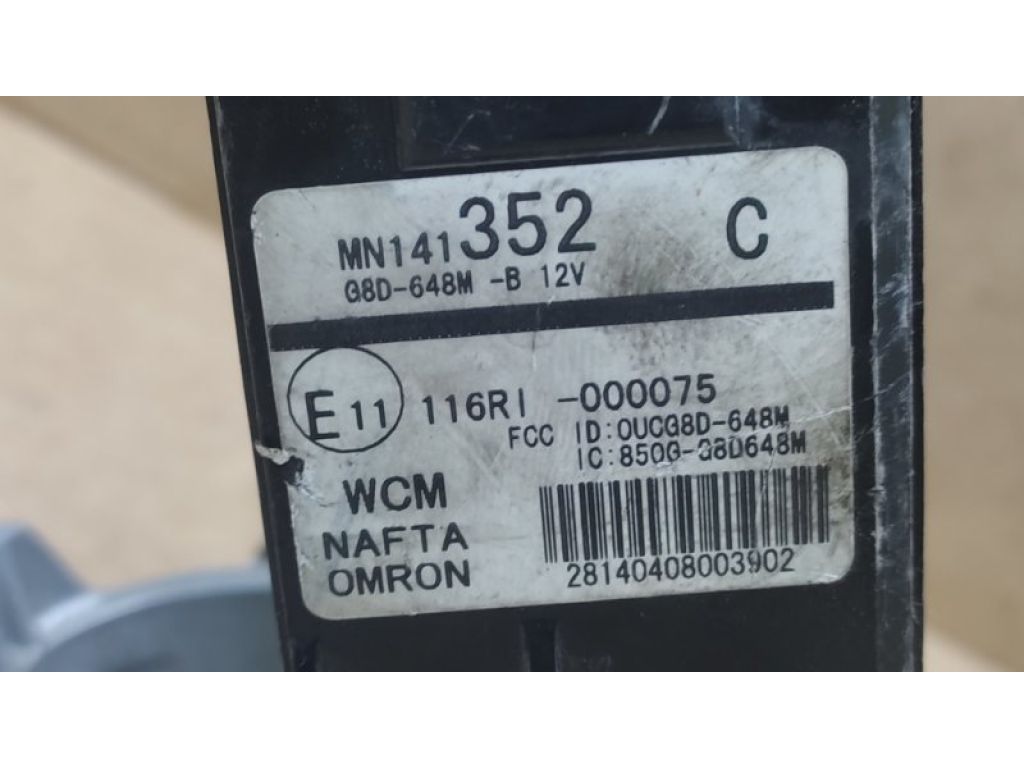 MN141352 C
G8D-648M -B 12V
E11 116RI -000075
FCC ID:OUCG8D-648M
IC:850G-G8D648M
WCM
NAFTA
OMRON
28140408003902